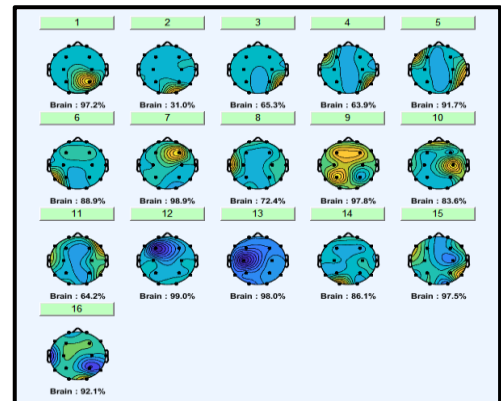 1 2 3 4 5
Brain : 97.2% Brain : 31.0% Brain : 65.3% Brain : 63.9% Brain : 91.7%
6 7 8 9 10
Brain : 88.9% Brain : 98.9% Brain : 72.4% Brain : 97.8% Brain : 83.6%
11 12 13 14 15
Brain : 64.2% Brain : 99.0% Brain : 98.0% Brain : 86.1% Brain : 97.5%
16
Brain : 92.1%